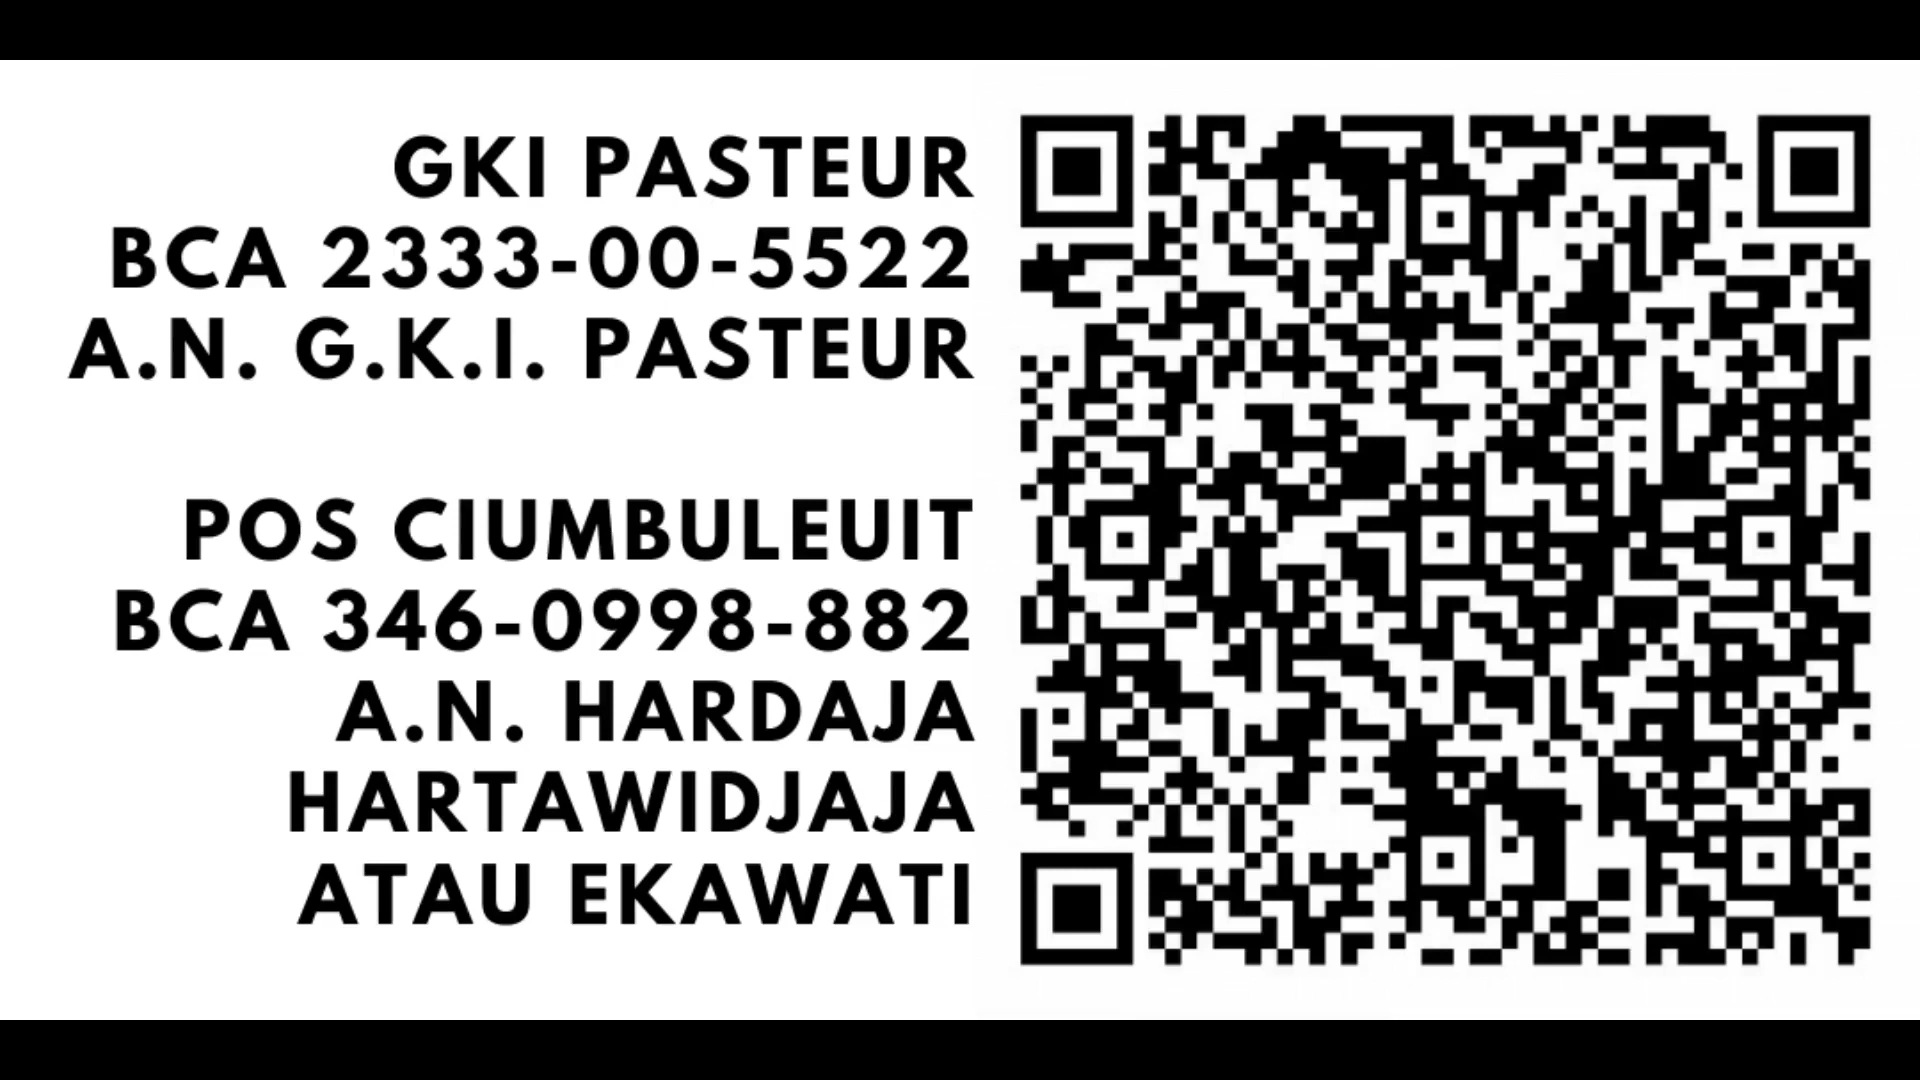 GKI PASTEUR
BCA 2333-00-5522
A.N. G.K.I. PASTEUR
POS CIUMBULEUIT
BCA 346-0998-882
A.N. HARDAJA
HARTAWIDJAJA
ATAU EKAWATI